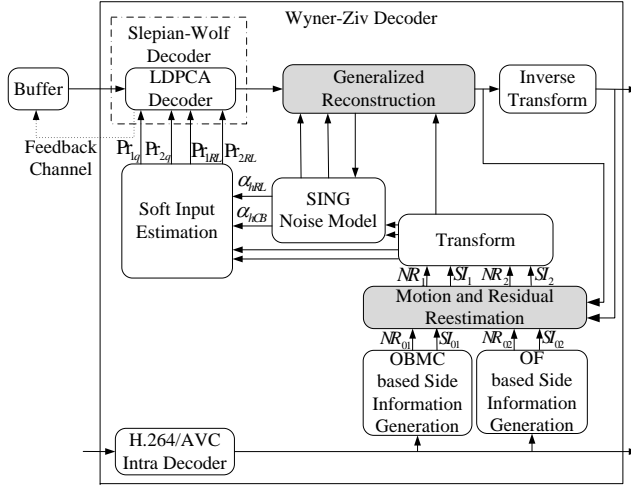 Wyner-Ziv Decoder
Slepian-Wolf
Decoder
Buffer
LDPCA
Decoder
Generalized
Reconstruction
Inverse
Transform
Feedback
Channel
Pr1q Pr2q Pr1RL Pr2RL
αhRL
αhCB
Soft Input
Estimation
SING
Noise Model
Transform
NR1 SI1 NR2 SI2
Motion and Residual
Reestimation
NR01 SI01 NR02 SI02
OBMC
based Side
Information
Generation
OF
based Side
Information
Generation
H.264/AVC
Intra Decoder